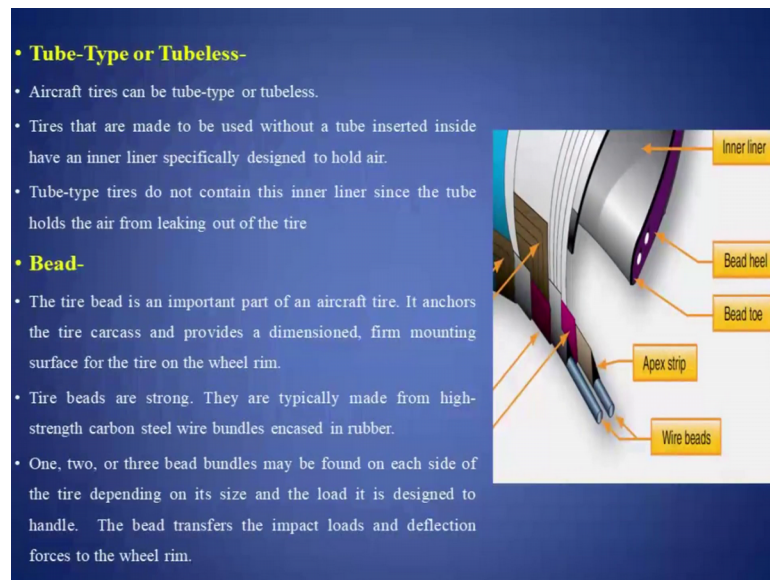 • Tube-Type or Tubeless-
• Aircraft tires can be tube-type or tubeless.
• Tires that are made to be used without a tube inserted inside
have an inner liner specifically designed to hold air.
• Tube-type tires do not contain this inner liner since the tube
holds the air from leaking out of the tire
• Bead-
• The tire bead is an important part of an aircraft tire. It anchors
the tire carcass and provides a dimensioned, firm mounting
surface for the tire on the wheel rim.
• Tire beads are strong. They are typically made from high-
strength carbon steel wire bundles encased in rubber.
• One, two, or three bead bundles may be found on each side of
the tire depending on its size and the load it is designed to
handle. The bead transfers the impact loads and deflection
forces to the wheel rim.
Inner liner
Bead heel
Bead toe
Apex strip
Wire beads